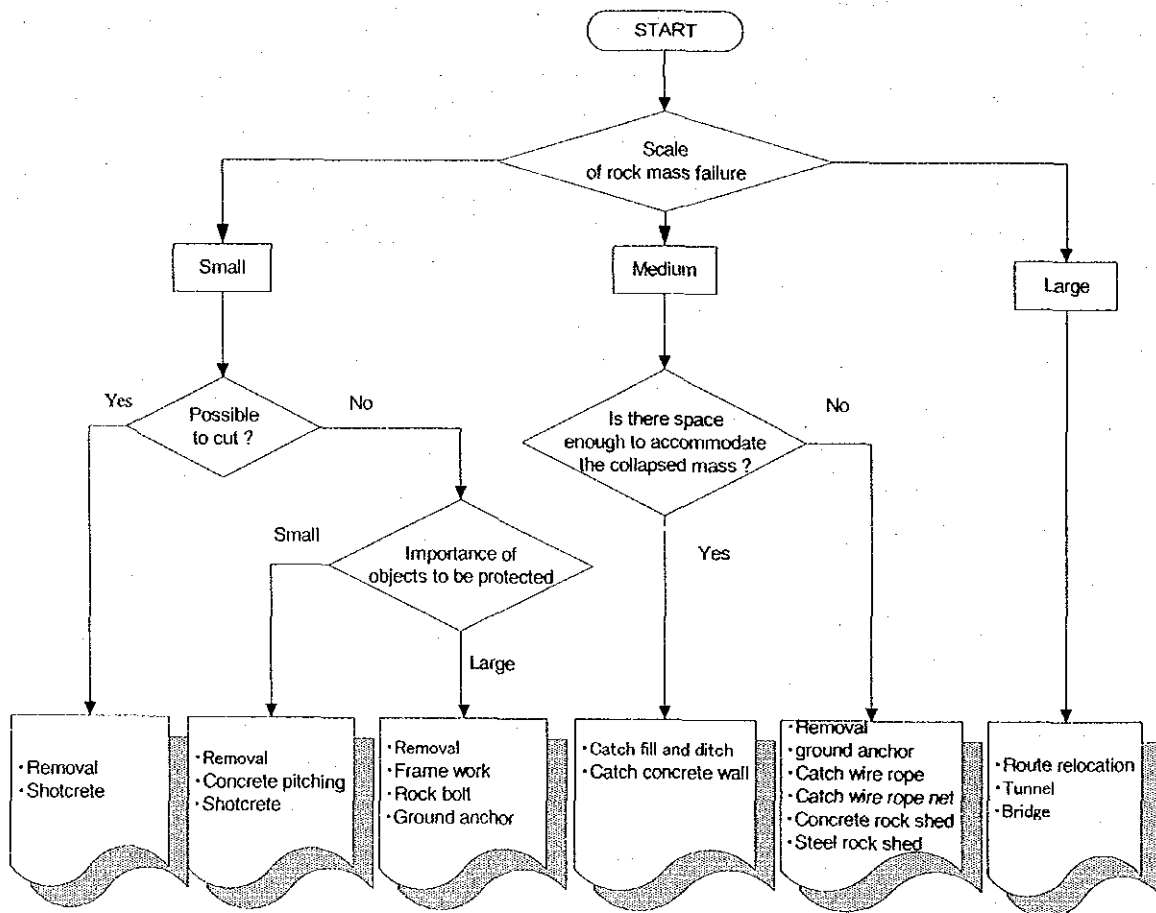 START
Scale
of rock mass failure
Small
Medium
Large
Yes
Possible
to cut ?
No
Is there space
enough to accommodate
the collapsed mass ?
No
Small
Importance of
objects to be protected
Yes
Large
・Removal
・Shotcrete
・Removal
・Concrete pitching
・Shotcrete
・Removal
・Frame work
・Rock bolt
・Ground anchor
・Catch fill and ditch
・Catch concrete wall
・Removal
・ground anchor
・Catch wire rope
・Catch wire rope net
・Concrete rock shed
・Steel rock shed
・Route relocation
・Tunnel
・Bridge